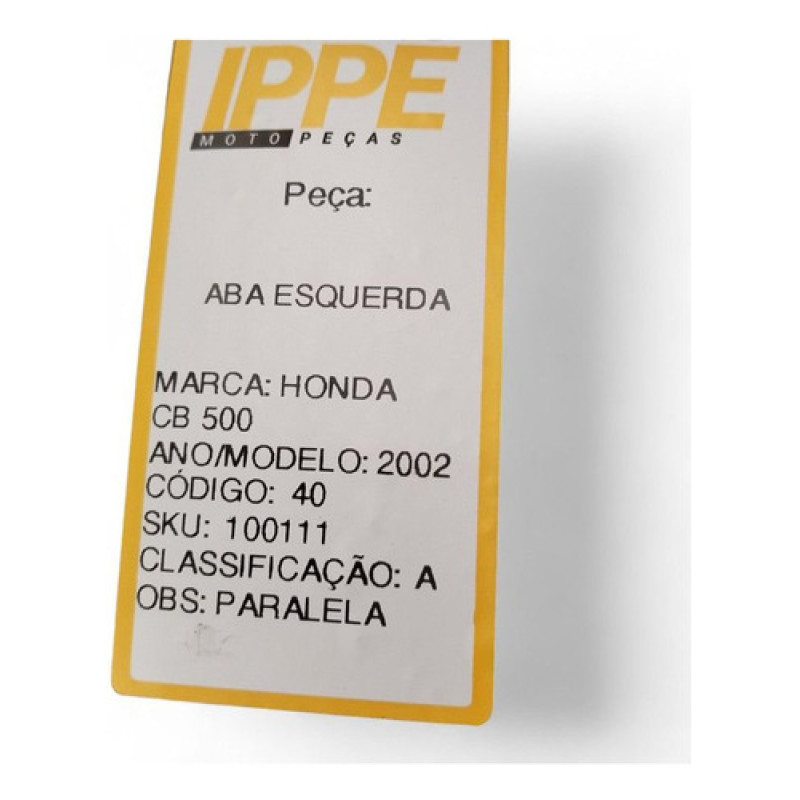 IPPE
MOTO PEÇAS
Peça:
ABA ESQUERDA
MARCA: HONDA
CB 500
ANO/MODELO: 2002
CÓDIGO: 40
SKU: 100111
CLASSIFICAÇÃO: A
OBS: PARALELA